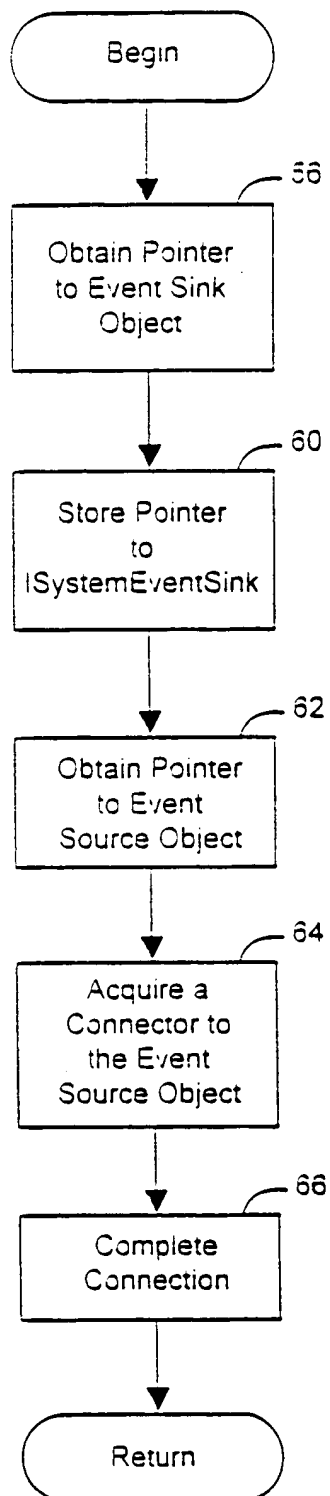 Begin
Obtain Pointer
to Event Sink
Object
60
Store Pointer
to
ISystemEventSink
62
Obtain Pointer
to Event
Source Object
64
Acquire a
Connector to
the Event
Source Object
66
Complete
Connection
Return